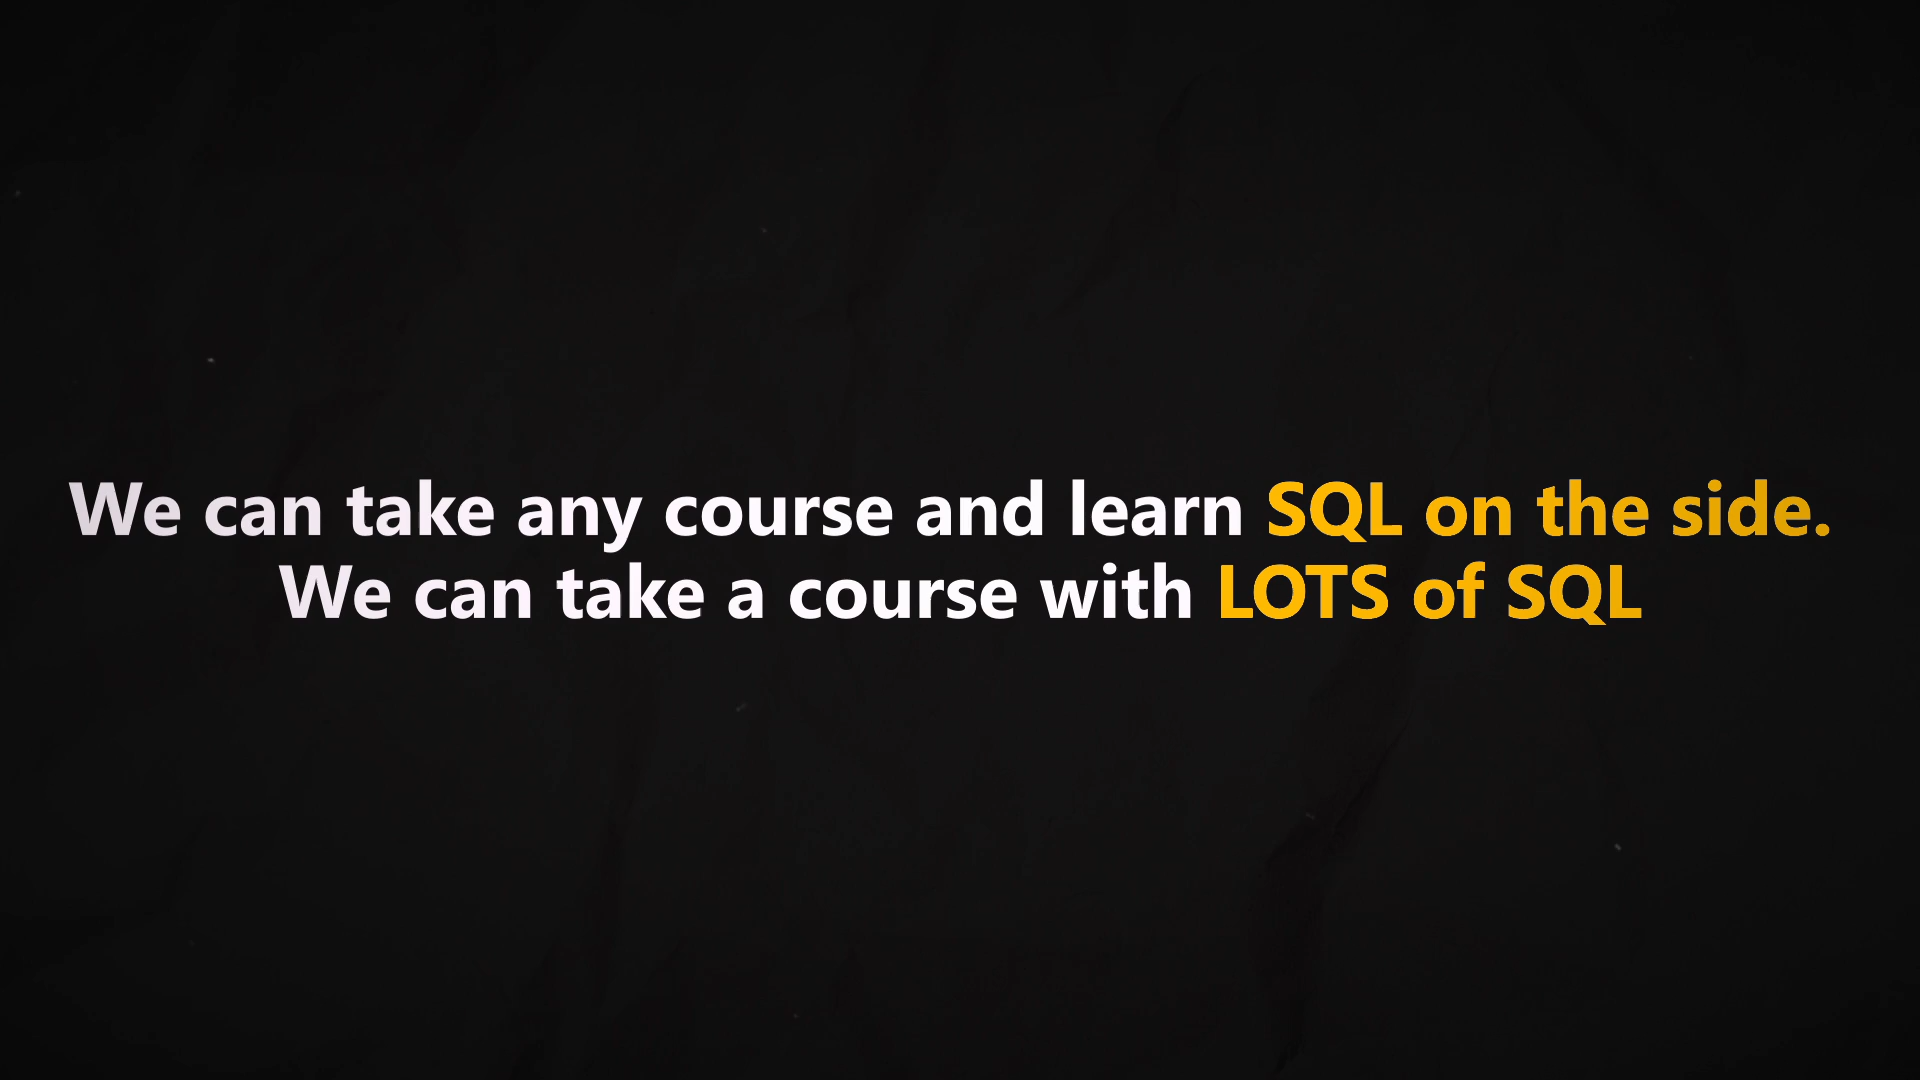 We can take any course and learn SQL on the side.
We can take a course with LOTS of SQL